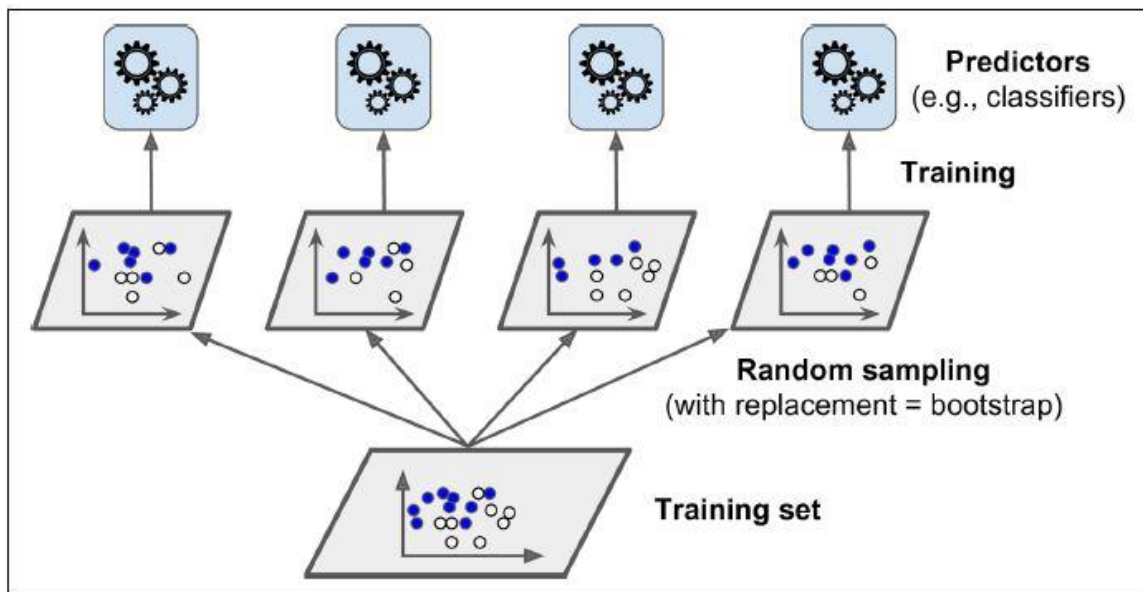 Predictors
(e.g., classifiers)
Training
Random sampling
(with replacement = bootstrap)
Training set